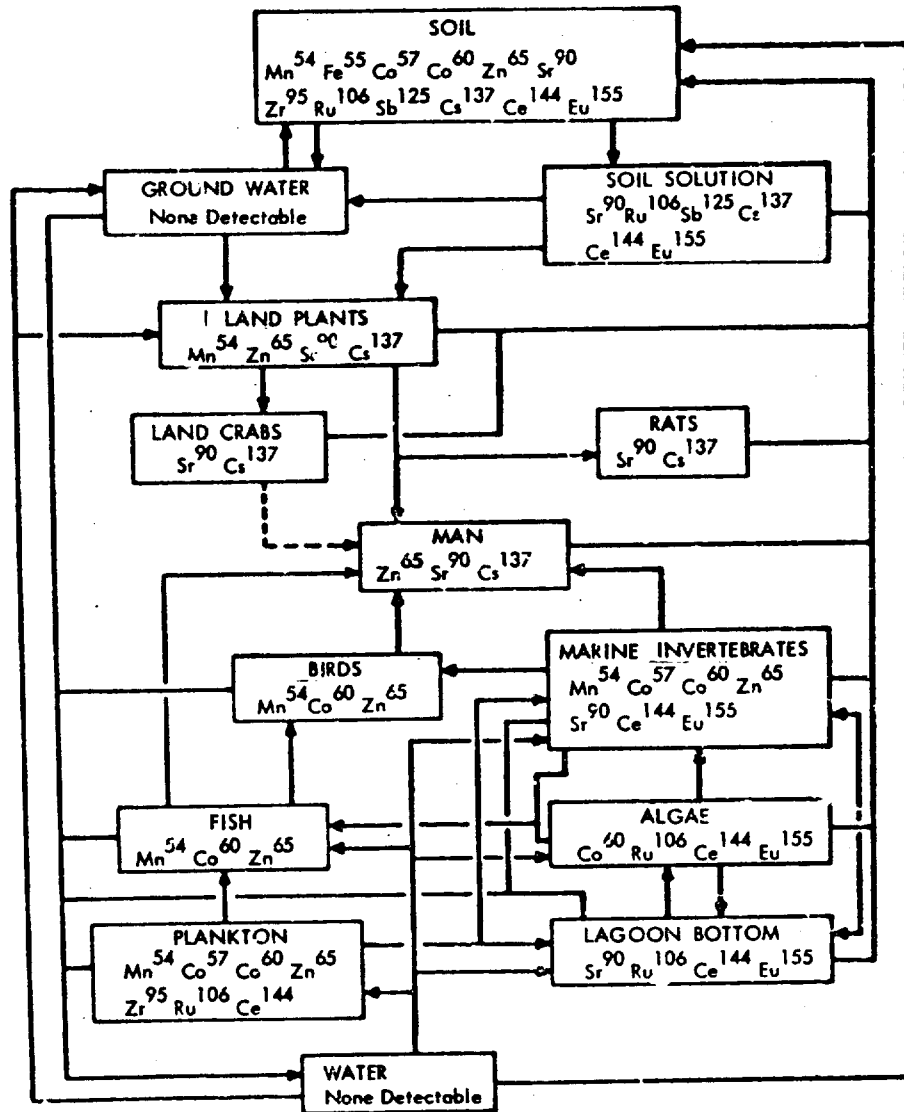 SOIL
Mn54 Fe55 Co57 Co60 Zn65 Sr90
Zr95 Ru106 Sb125 Cs137 Ce144 Eu155
GROUND WATER
None Detectable
SOIL SOLUTION
Sr90 Ru106 Sb125 Cs137
Ce144 Eu155
LAND PLANTS
Mn54 Zn65 Sr90 Cs137
LAND CRABS
Sr90 Cs137
RATS
Sr90 Cs137
MAN
Zn65 Sr90 Cs137
BIRDS
Mn54 Co60 Zn65
MARINE INVERTEBRATES
Mn54 Co57 Co60 Zn65
Sr90 Ce144 Eu155
FISH
Mn54 Co60 Zn65
ALGAE
Co60 Ru106 Ce144 Eu155
PLANKTON
Mn54 Co57 Co60 Zn65
Zr95 Ru106 Ce144
LAGOON BOTTOM
Sr90 Ru106 Ce144 Eu155
WATER
None Detectable